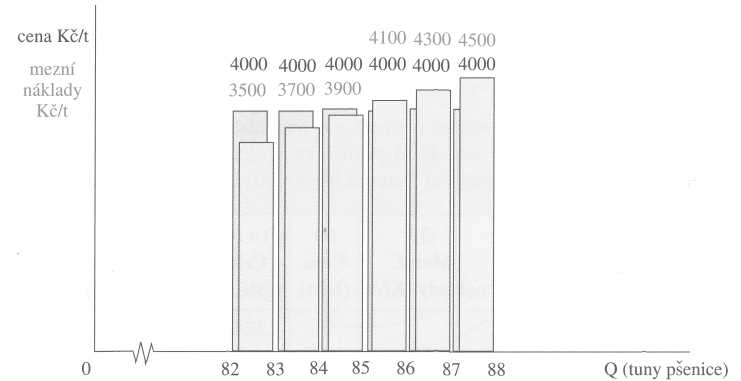 4100 4300 4500
cena Kč/t
4000 4000 4000 4000 4000 4000
mezní
náklady
Kč/t
3500 3700 3900
0
82 83 84 85 86 87 88
Q (tuny pšenice)